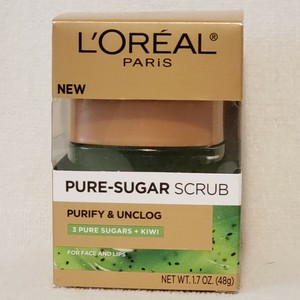 L'ORÉAL®
PARiS
NEW
PURE-SUGAR SCRUB
PURIFY & UNCLOG
3 PURE SUGARS + KIWI
FOR FACE AND LIPS
NET WT. 1.7 OZ. (48g)